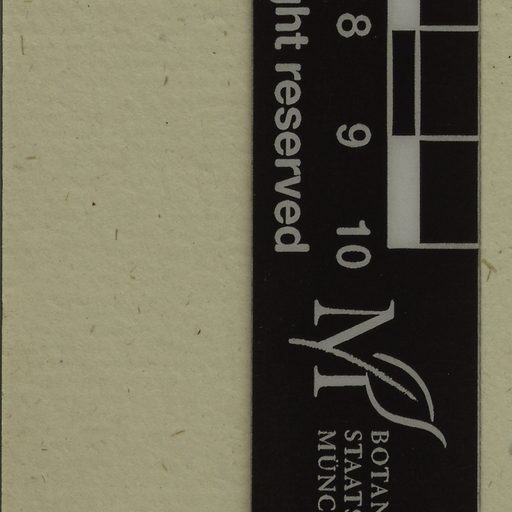 ght reserved
8 9 10
M
BOTAN
STAATS
MÜNC